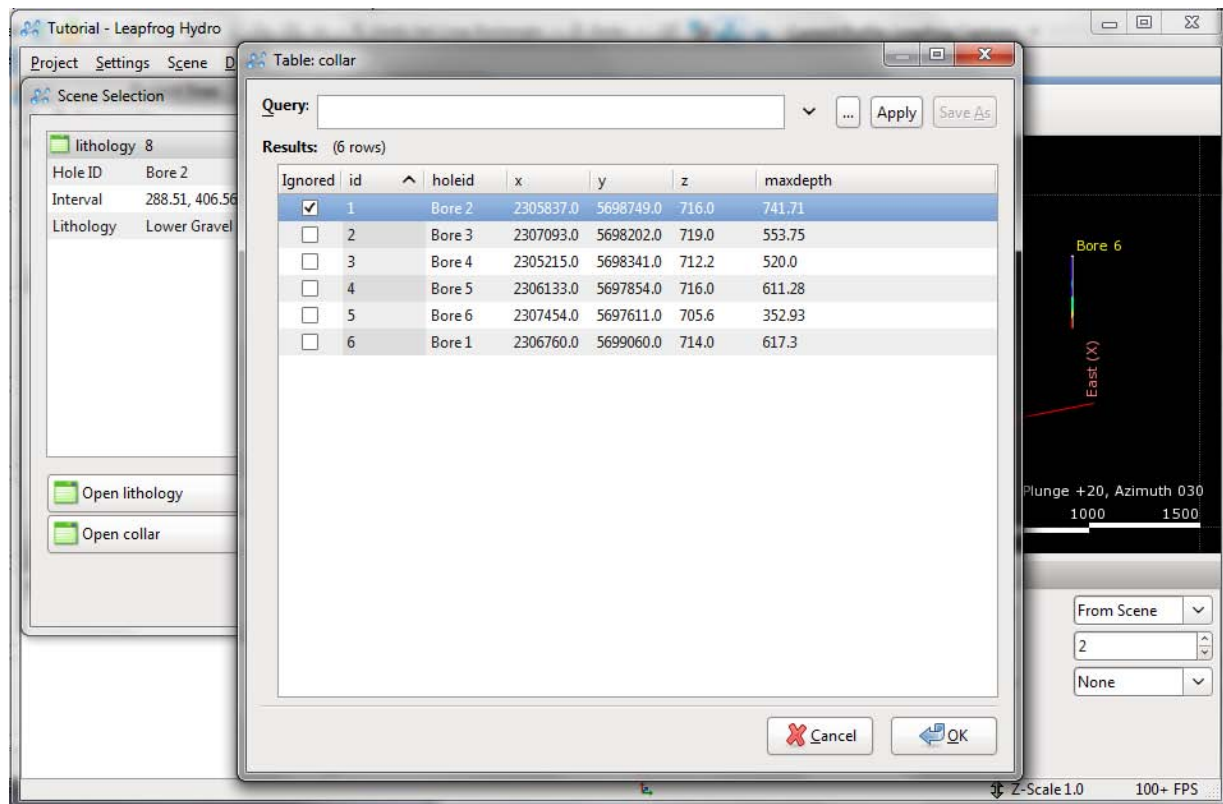 Tutorial - Leapfrog Hydro
Project Settings Scene D
Scene Selection
lithology 8
Hole ID Bore 2
Interval 288.51, 406.56
Lithology Lower Gravel
Open lithology
Open collar
Table: collar
Query: ... Apply Save As
Results: (6 rows)
Ignored id holeid x y z maxdepth
1 Bore 2 2305837.0 5698749.0 716.0 741.71
2 Bore 3 2307093.0 5698202.0 719.0 553.75
3 Bore 4 2305215.0 5698341.0 712.2 520.0
4 Bore 5 2306133.0 5697854.0 716.0 611.28
5 Bore 6 2307454.0 5697611.0 705.6 352.93
6 Bore 1 2306760.0 5699060.0 714.0 617.3
Cancel OK
Bore 6
East (X)
Plunge +20, Azimuth 030
1000 1500
From Scene
2
None
Z-Scale 1.0 100+ FPS